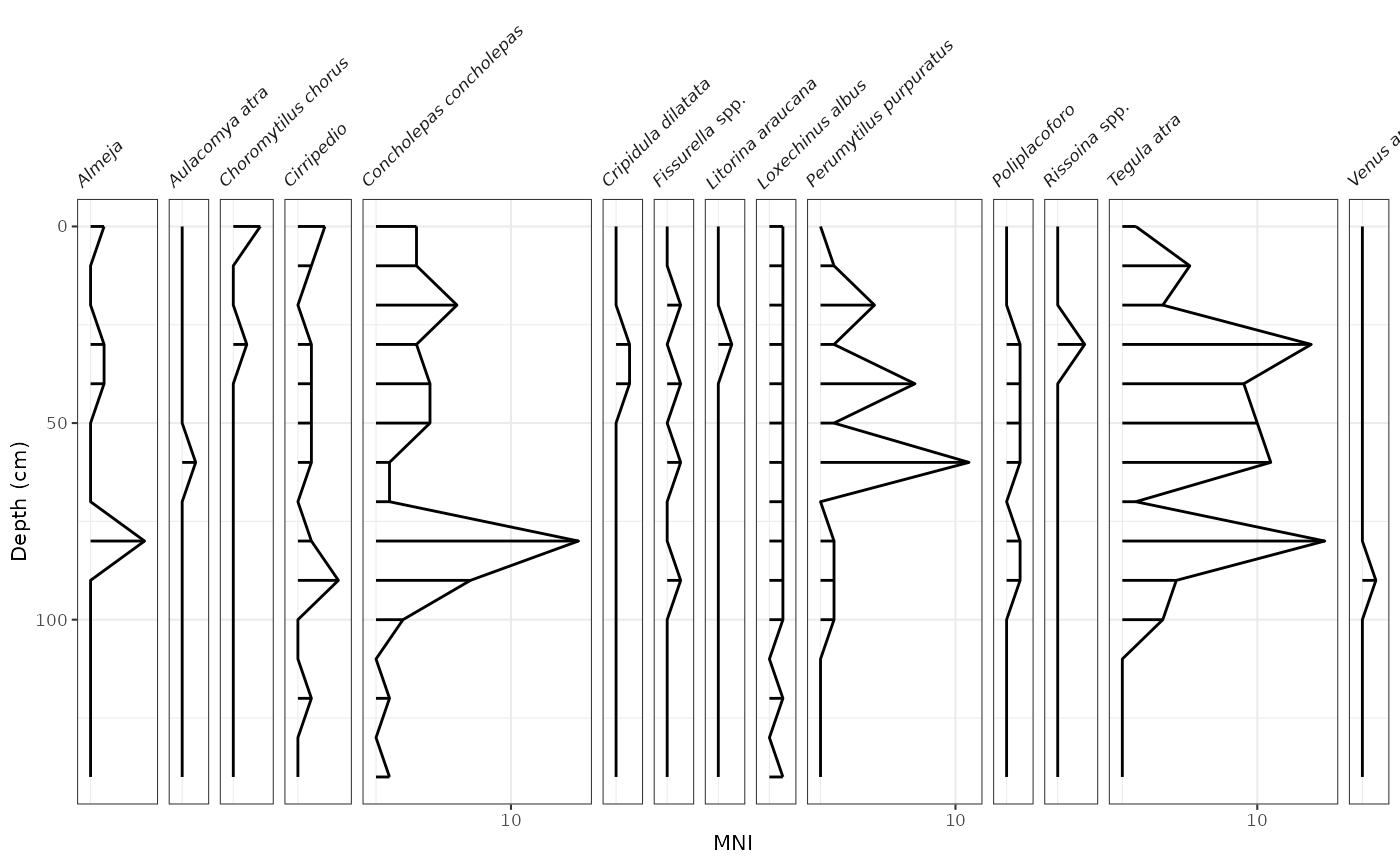 Almeja
Aulacomya atra
Choromytilus chorus
Cirripedio
Concholepas concholepas
Cripidula dilatata
Fissurella spp.
Litorina araucana
Loxechinus albus
Perumytilus purpuratus
Poliplacoforo
Rissoina spp.
Tegula atra
Venus
0
50
100
Depth (cm)
10
10
10
MNI